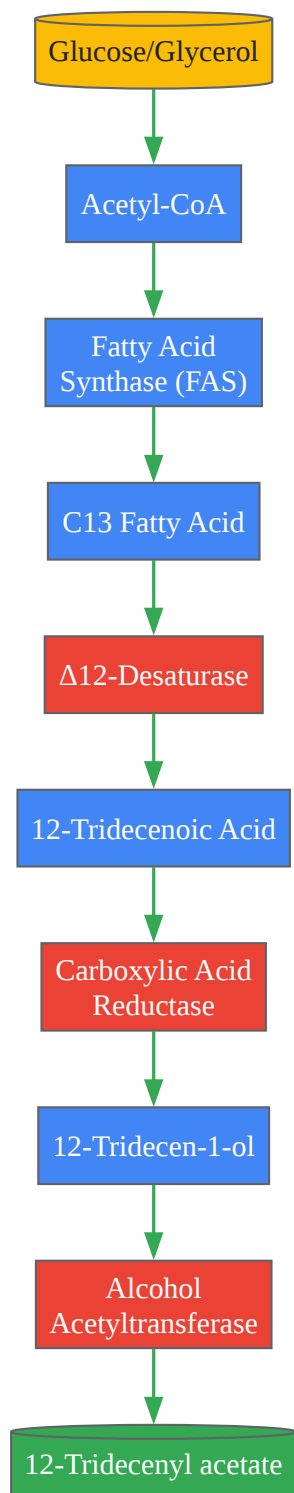 Glucose/Glycerol
Acetyl-CoA
Fatty Acid
Synthase (FAS)
C13 Fatty Acid
Δ12-Desaturase
12-Tridecenoic Acid
Carboxylic Acid
Reductase
12-Tridecen-1-ol
Alcohol
Acetyltransferase
12-Tridecenyl acetate